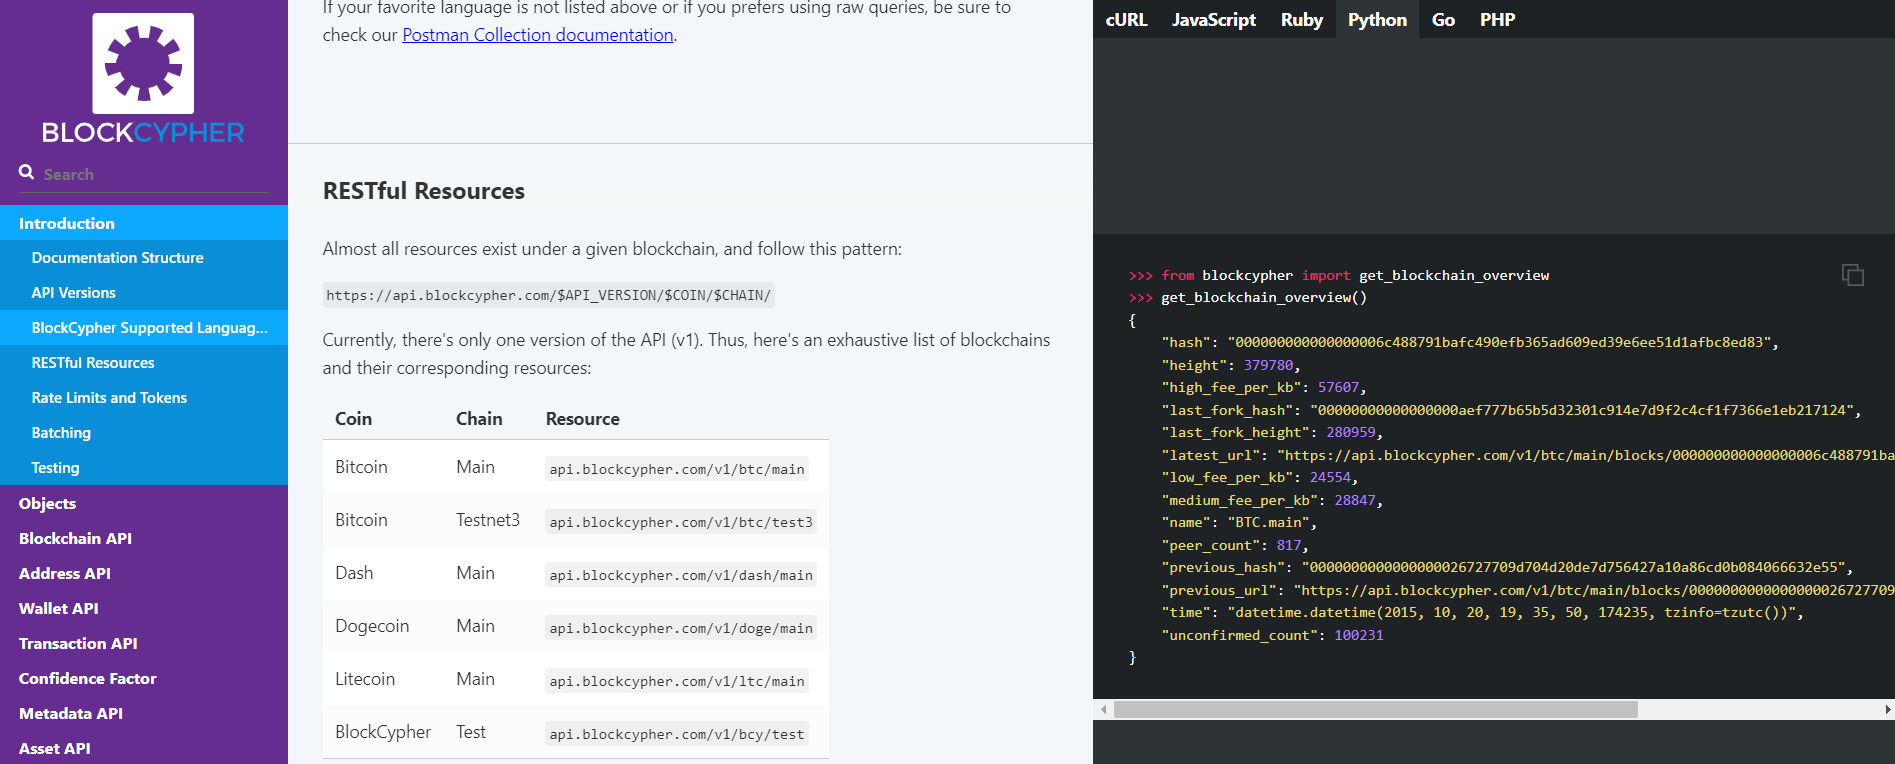 BLOCKCYPHER
Search
Introduction
Documentation Structure
API Versions
BlockCypher Supported Languag...
RESTful Resources
Rate Limits and Tokens
Batching
Testing
Objects
Blockchain API
Address API
Wallet API
Transaction API
Confidence Factor
Metadata API
Asset API
If your favorite language is not listed above or if you prefers using raw queries, be sure to
check our Postman Collection documentation.
RESTful Resources
Almost all resources exist under a given blockchain, and follow this pattern:
https://api.blockcypher.com/$API_VERSION/$COIN/$CHAIN/
Currently, there's only one version of the API (v1). Thus, here's an exhaustive list of blockchains
and their corresponding resources:
Coin Chain Resource
Bitcoin Main api.blockcypher.com/v1/btc/main
Bitcoin Testnet3 api.blockcypher.com/v1/btc/test3
Dash Main api.blockcypher.com/v1/dash/main
Dogecoin Main api.blockcypher.com/v1/doge/main
Litecoin Main api.blockcypher.com/v1/ltc/main
BlockCypher Test api.blockcypher.com/v1/bcy/test
cURL JavaScript Ruby Python Go PHP
>>> from blockcypher import get_blockchain_overview
>>> get_blockchain_overview()
{
"hash": "000000000000000006c488791bafc490efb365ad609ed39e6ee51d1afbc8ed83",
"height": 379780,
"high_fee_per_kb": 57607,
"last_fork_hash": "00000000000000000aef777b65b5d32301c914e7d9f2c4cf1f7366e1eb217124",
"last_fork_height": 280959,
"latest_url": "https://api.blockcypher.com/v1/btc/main/blocks/000000000000000006c488791ba
"low_fee_per_kb": 24554,
"medium_fee_per_kb": 28847,
"name": "BTC.main",
"peer_count": 817,
"previous_hash": "0000000000000000026727709d704d20de7d756427a10a86cd0b084066632e55",
"previous_url": "https://api.blockcypher.com/v1/btc/main/blocks/0000000000000000026727709
"time": "datetime.datetime(2015, 10, 20, 19, 35, 50, 174235, tzinfo=tzutc())",
"unconfirmed_count": 100231
}